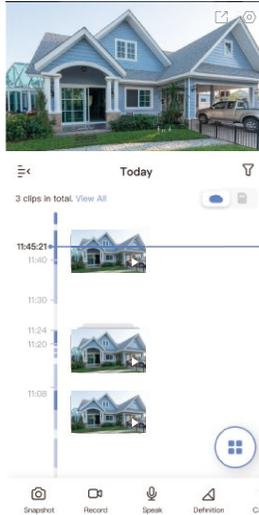 Today
3 clips in total. View All
11:45:21
11:40
11:30
11:24
11:20
11:08
Snapshot
Record
Speak
Definition